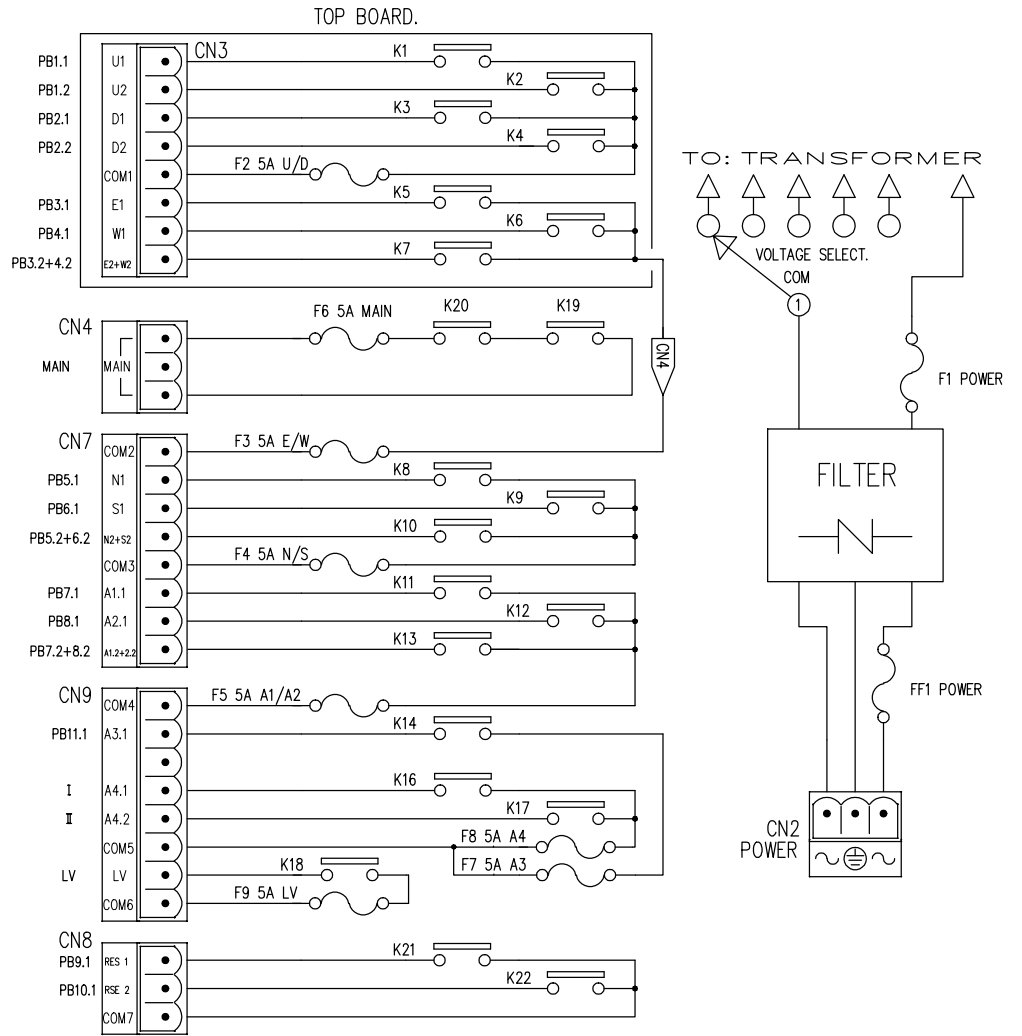 TOP BOARD.
CN3
PB1.1 U1 K1
PB1.2 U2 K2
PB2.1 D1 K3
PB2.2 D2 K4
COM1 F2 5A U/D
PB3.1 E1 K5
PB4.1 W1 K6
PB3.2+4.2 E2+W2 K7
CN4
MAIN MAIN F6 5A MAIN K20 K19
CN4
CN7
COM2 F3 5A E/W
PB5.1 N1 K8
PB6.1 S1 K9
PB5.2+6.2 N2+S2 K10
COM3 F4 5A N/S
PB7.1 A1.1 K11
PB8.1 A2.1 K12
PB7.2+8.2 A1.2+2.2 K13
CN9
COM4 F5 5A A1/A2
PB11.1 A3.1 K14
I A4.1 K16
II A4.2 K17
COM5 F8 5A A4
F7 5A A3
LV LV K18
COM6 F9 5A LV
CN8
PB9.1 RES 1 K21
PB10.1 RSE 2 K22
COM7
TO: TRANSFORMER
VOLTAGE SELECT.
COM
1
F1 POWER
FILTER
FF1 POWER
CN2
POWER